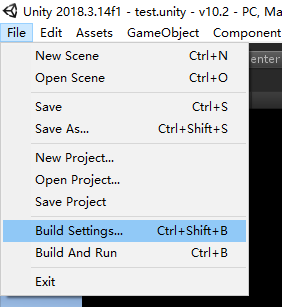 Unity 2018.3.14f1 - test.unity - v10.2 - PC, Ma
File Edit Assets GameObject Component
enter
New Scene Ctrl+N
Open Scene Ctrl+O
Save Ctrl+S
Save As... Ctrl+Shift+S
New Project...
Open Project...
Save Project
Build Settings... Ctrl+Shift+B
Build And Run Ctrl+B
Exit